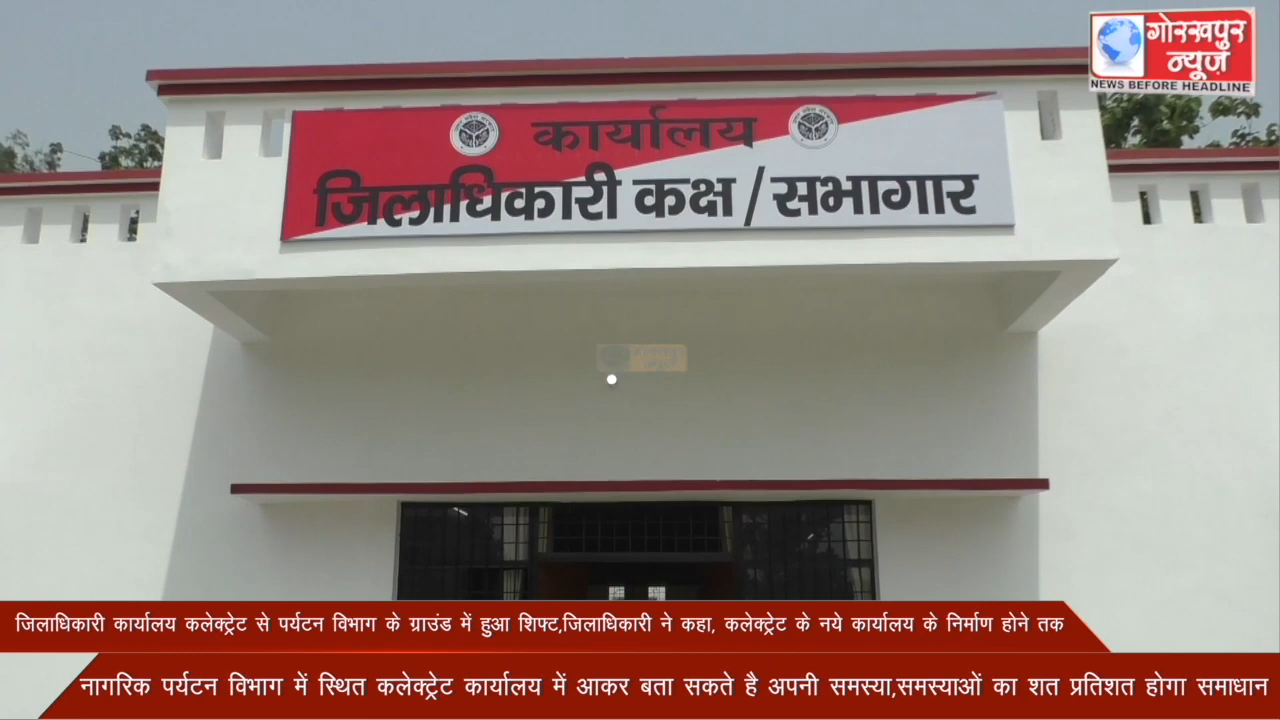 गोरखपुर
न्यूज़
NEWS BEFORE HEADLINE
कार्यालय
जिलाधिकारी कक्ष / सभागार
जिलाधिकारी कार्यालय कलेक्ट्रेट से पर्यटन विभाग के ग्राउंड में हुआ शिफ्ट,जिलाधिकारी ने कहा, कलेक्ट्रेट के नये कार्यालय के निर्माण होने तक
नागरिक पर्यटन विभाग में स्थित कलेक्ट्रेट कार्यालय में आकर बता सकते है अपनी समस्या,समस्याओं का शत प्रतिशत होगा समाधान